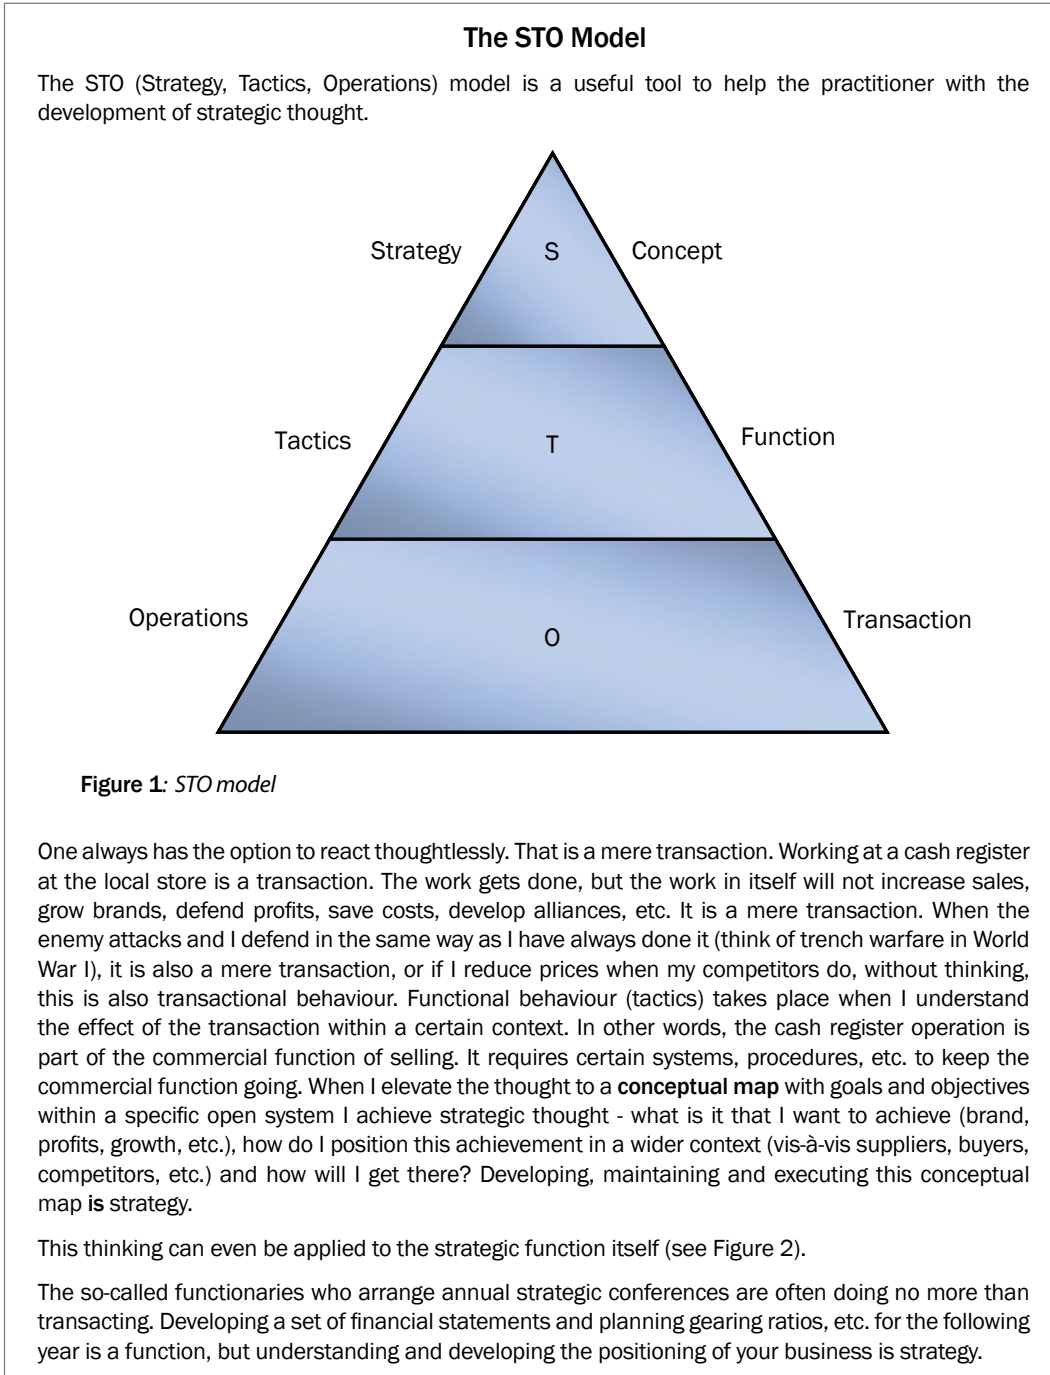 The STO Model
The STO (Strategy, Tactics, Operations) model is a useful tool to help the practitioner with the
development of strategic thought.
Strategy
S
Concept
Tactics
T
Function
Operations
O
Transaction
Figure 1: STO model
One always has the option to react thoughtlessly. That is a mere transaction. Working at a cash register
at the local store is a transaction. The work gets done, but the work in itself will not increase sales,
grow brands, defend profits, save costs, develop alliances, etc. It is a mere transaction. When the
enemy attacks and I defend in the same way as I have always done it (think of trench warfare in World
War I), it is also a mere transaction, or if I reduce prices when my competitors do, without thinking,
this is also transactional behaviour. Functional behaviour (tactics) takes place when I understand
the effect of the transaction within a certain context. In other words, the cash register operation is
part of the commercial function of selling. It requires certain systems, procedures, etc. to keep the
commercial function going. When I elevate the thought to a conceptual map with goals and objectives
within a specific open system I achieve strategic thought - what is it that I want to achieve (brand,
profits, growth, etc.), how do I position this achievement in a wider context (vis-à-vis suppliers, buyers,
competitors, etc.) and how will I get there? Developing, maintaining and executing this conceptual
map is strategy.
This thinking can even be applied to the strategic function itself (see Figure 2).
The so-called functionaries who arrange annual strategic conferences are often doing no more than
transacting. Developing a set of financial statements and planning gearing ratios, etc. for the following
year is a function, but understanding and developing the positioning of your business is strategy.